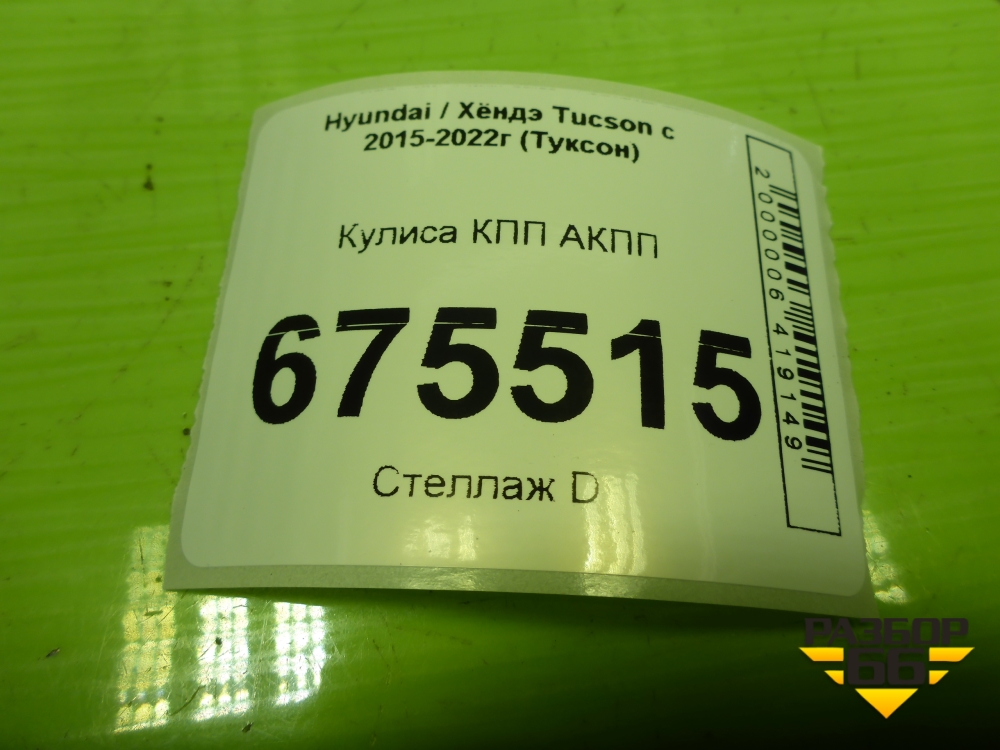 Hyundai / Хёндэ Tucson с
2015-2022г (Туксон)
Кулиса КПП АКПП
675515
Стеллаж D
2000006419149
РАЗБОР
66